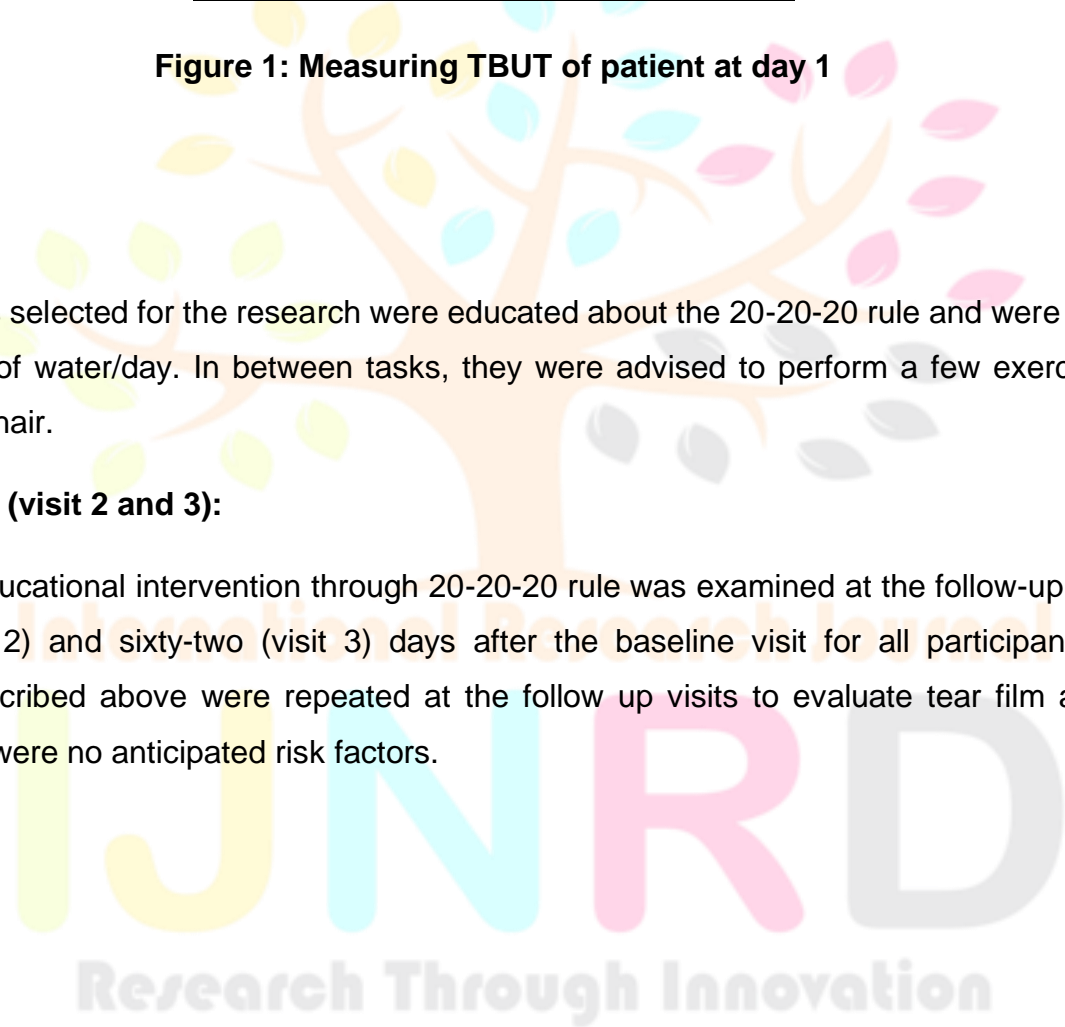 Figure 1: Measuring TBUT of patient at day 1
selected for the research were educated about the 20-20-20 rule and were
of water/day. In between tasks, they were advised to perform a few
hair.
(visit 2 and 3):
ucational intervention through 20-20-20 rule was examined at the follow-up
2) and sixty-two (visit 3) days after the baseline visit for all participan
cribed above were repeated at the follow up visits to evaluate tear film
were no anticipated risk factors.
International Research Journal
IJNRD
Research Through Innovation